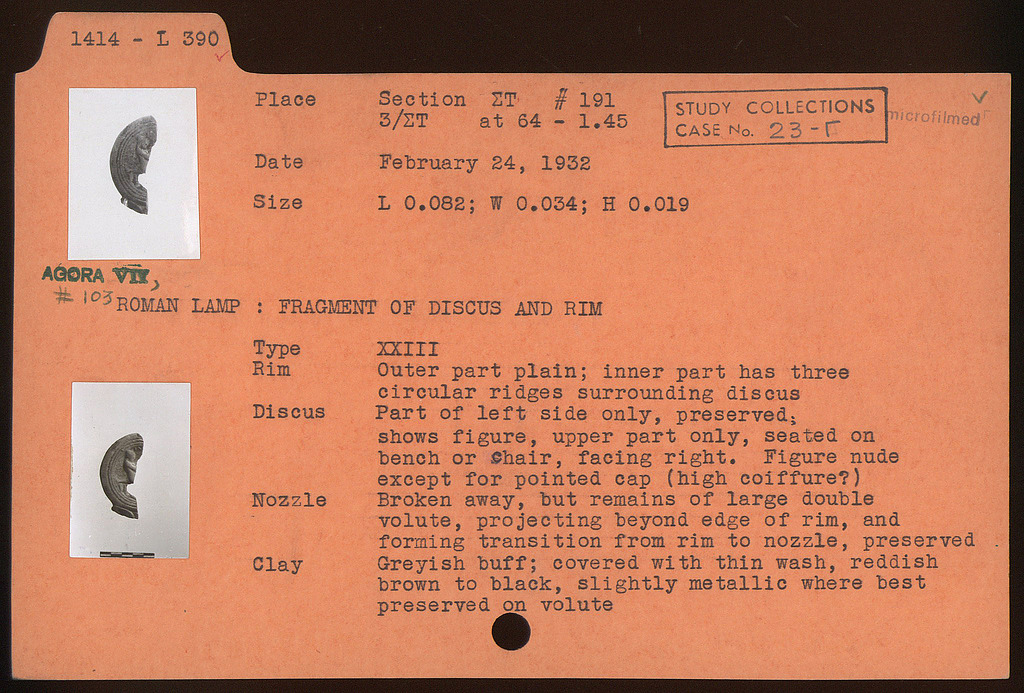 1414 - L 390
Place Section ΣΤ # 191
3/ΣΤ at 64 - 1.45
STUDY COLLECTIONS
CASE No. 23-Γ
microfilmed
Date February 24, 1932
Size L 0.082; W 0.034; H 0.019
AGORA VII,
# 103
ROMAN LAMP : FRAGMENT OF DISCUS AND RIM
Type XXIII
Rim Outer part plain; inner part has three
circular ridges surrounding discus
Discus Part of left side only, preserved;
shows figure, upper part only, seated on
bench or chair, facing right. Figure nude
except for pointed cap (high coiffure?)
Nozzle Broken away, but remains of large double
volute, projecting beyond edge of rim, and
forming transition from rim to nozzle, preserved
Clay Greyish buff; covered with thin wash, reddish
brown to black, slightly metallic where best
preserved on volute